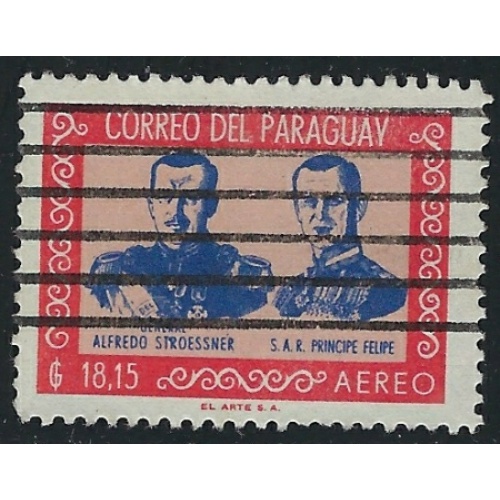 CORREO DEL PARAGUAY
GENERAL
ALFREDO STROESSNER
S.A.R. PRINCIPE FELIPE
₲ 18,15
AEREO
EL ARTE S.A.